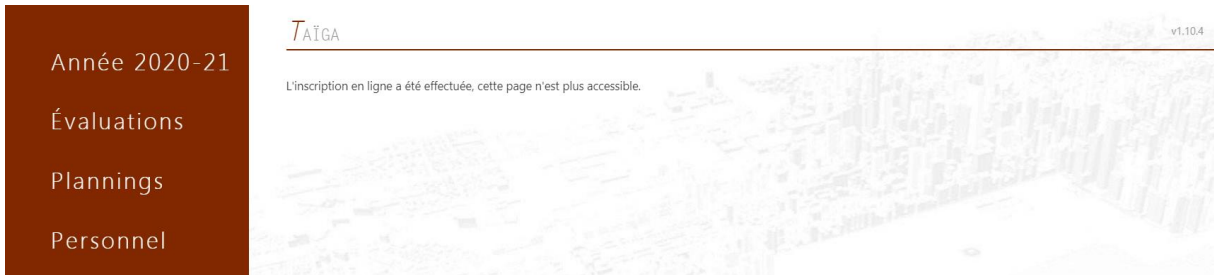 Année 2020-21
Évaluations
Plannings
Personnel
TAÏGA
v1.10.4
L'inscription en ligne a été effectuée, cette page n'est plus accessible.